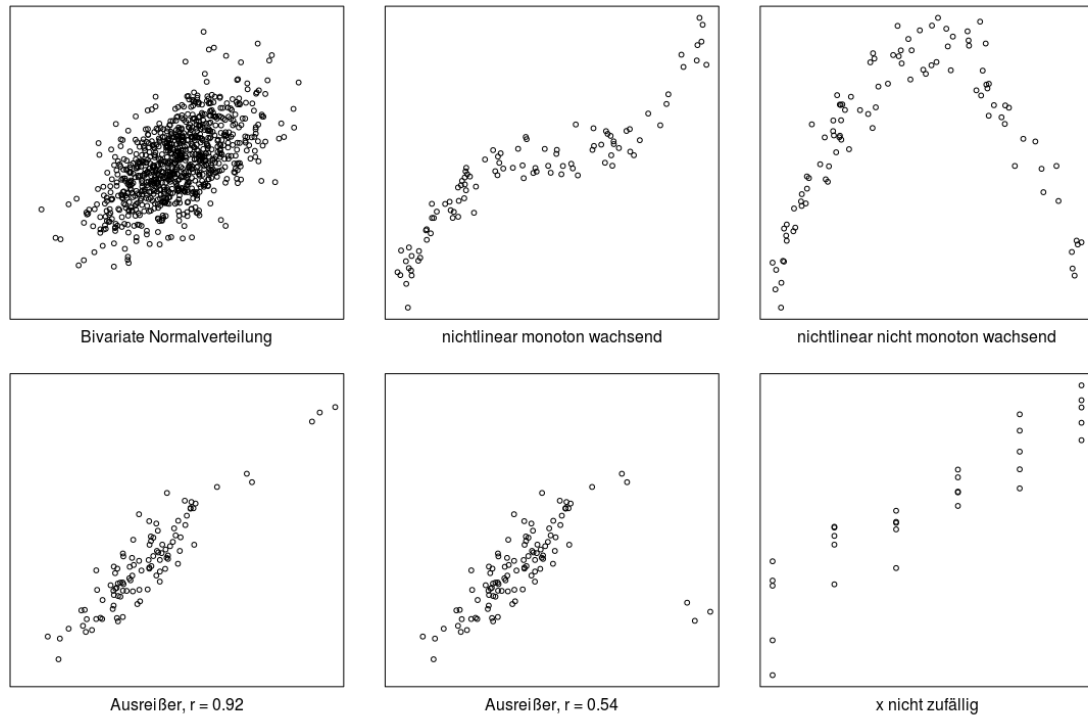 Bivariate Normalverteilung
nichtlinear monoton wachsend
nichtlinear nicht monoton wachsend
Ausreißer, r = 0.92
Ausreißer, r = 0.54
x nicht zufällig